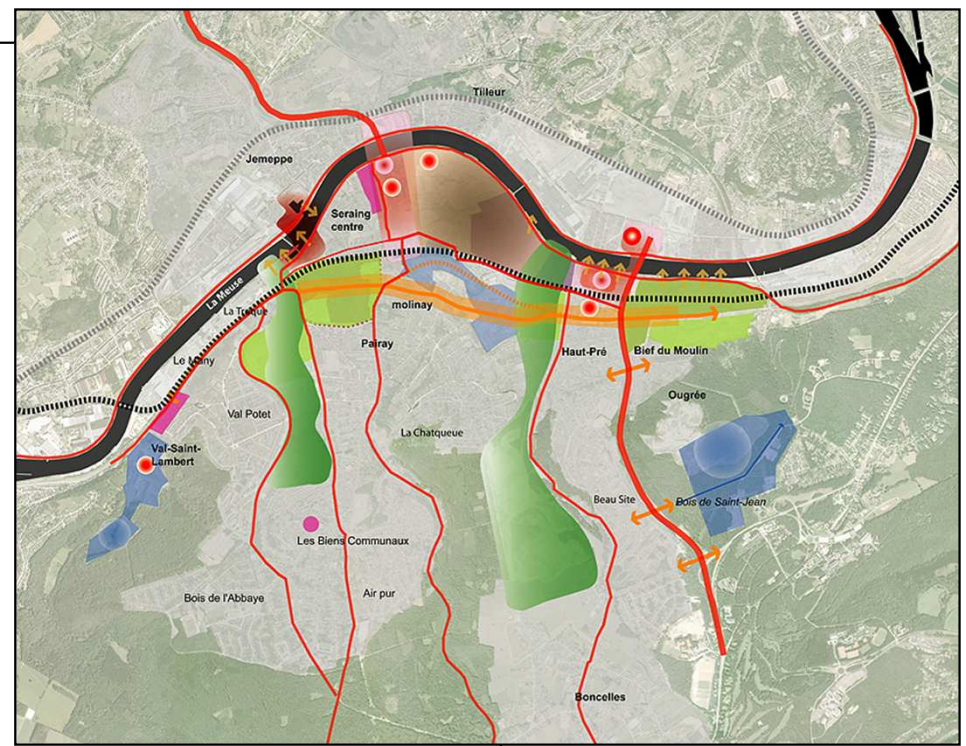 Tilleur
Jemeppe
Seraing
centre
La Meuse
La Troque
molinay
Le Many
Pairay
Haut-Pré
Bief du Moulin
Ougrée
Val Potet
La Chatqueue
Val-Saint-
Lambert
Beau Site
Bois de Saint-Jean
Les Biens Communaux
Bois de l'Abbaye
Air pur
Boncelles